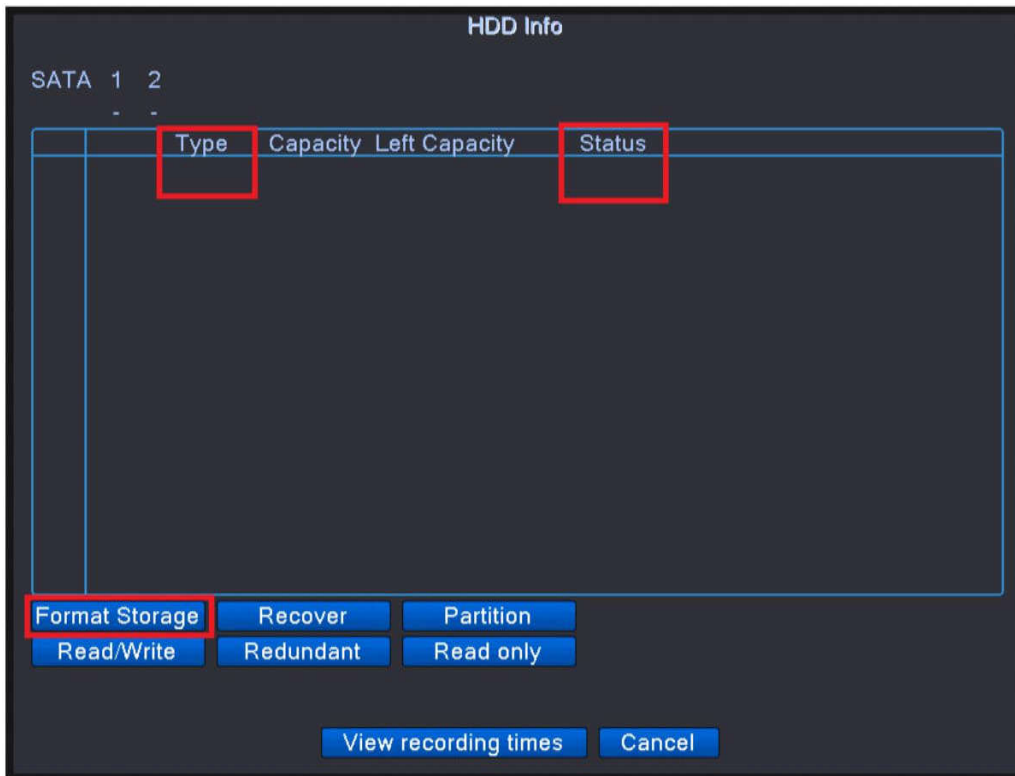 HDD Info
SATA 1 2
- -
Type Capacity Left Capacity Status
Format Storage Recover Partition
Read/Write Redundant Read only
View recording times Cancel